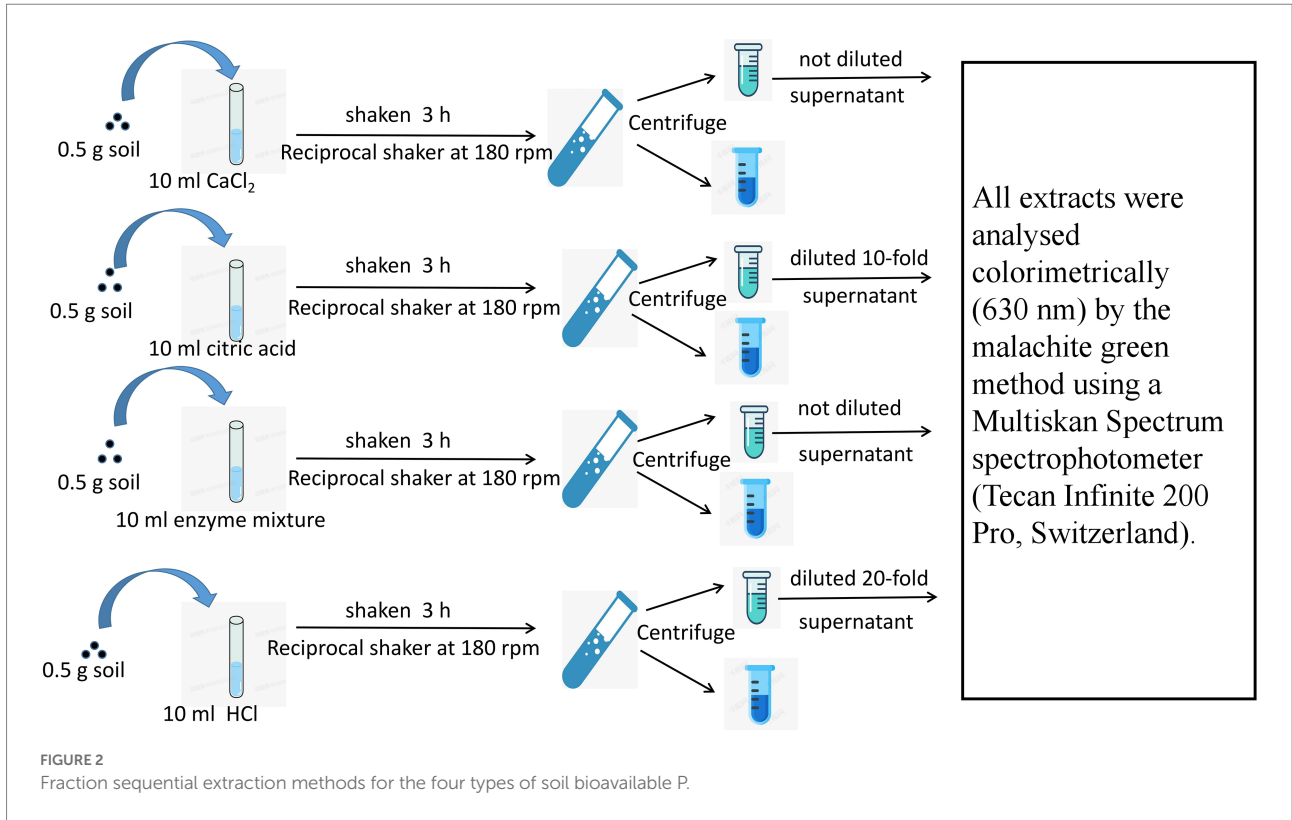 0.5 g soil
10 ml CaCl₂
shaken 3 h
Reciprocal shaker at 180 rpm
Centrifuge
not diluted
supernatant
0.5 g soil
10 ml citric acid
shaken 3 h
Reciprocal shaker at 180 rpm
Centrifuge
diluted 10-fold
supernatant
0.5 g soil
10 ml enzyme mixture
shaken 3 h
Reciprocal shaker at 180 rpm
Centrifuge
not diluted
supernatant
0.5 g soil
10 ml HCl
shaken 3 h
Reciprocal shaker at 180 rpm
Centrifuge
diluted 20-fold
supernatant
All extracts were
analysed
colorimetrically
(630 nm) by the
malachite green
method using a
Multiskan Spectrum
spectrophotometer
(Tecan Infinite 200
Pro, Switzerland).
FIGURE 2
Fraction sequential extraction methods for the four types of soil bioavailable P.